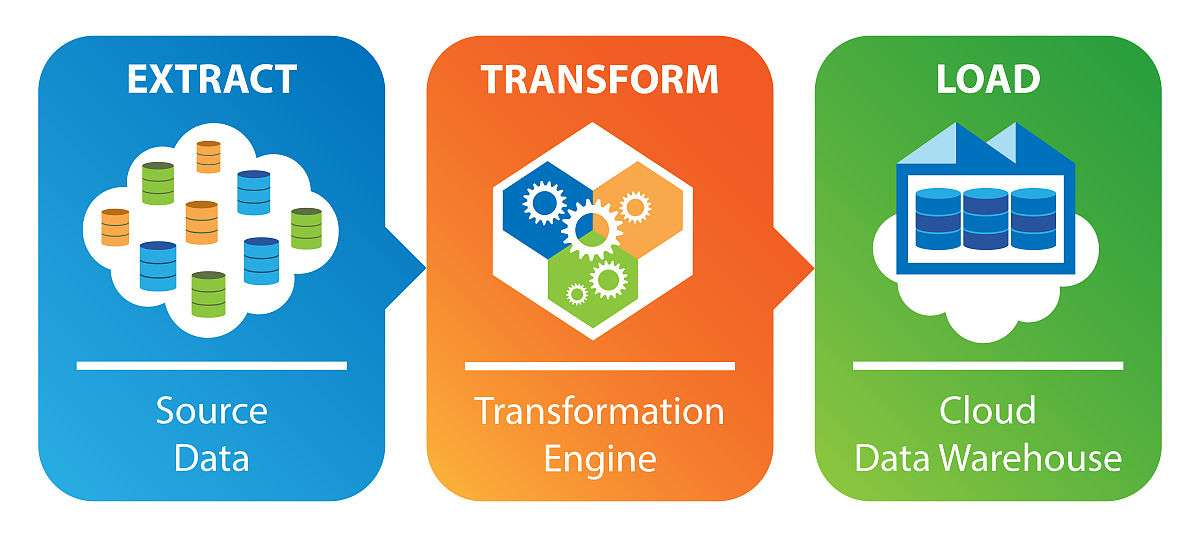 EXTRACT
Source
Data
TRANSFORM
Transformation
Engine
LOAD
Cloud
Data Warehouse